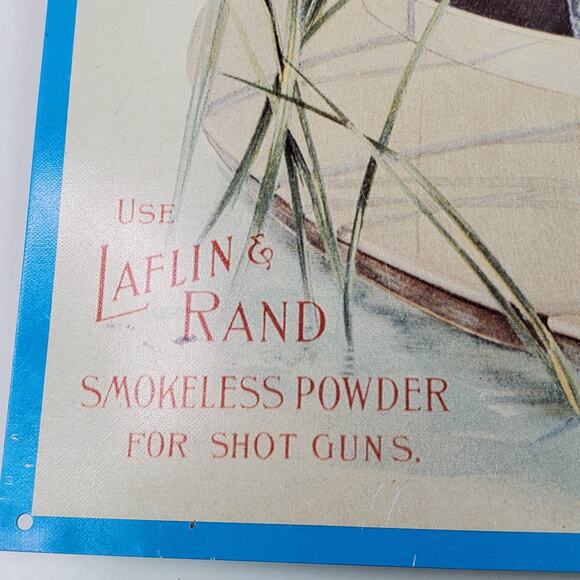 USE
LAFLIN &
RAND
SMOKELESS POWDER
FOR SHOT GUNS.